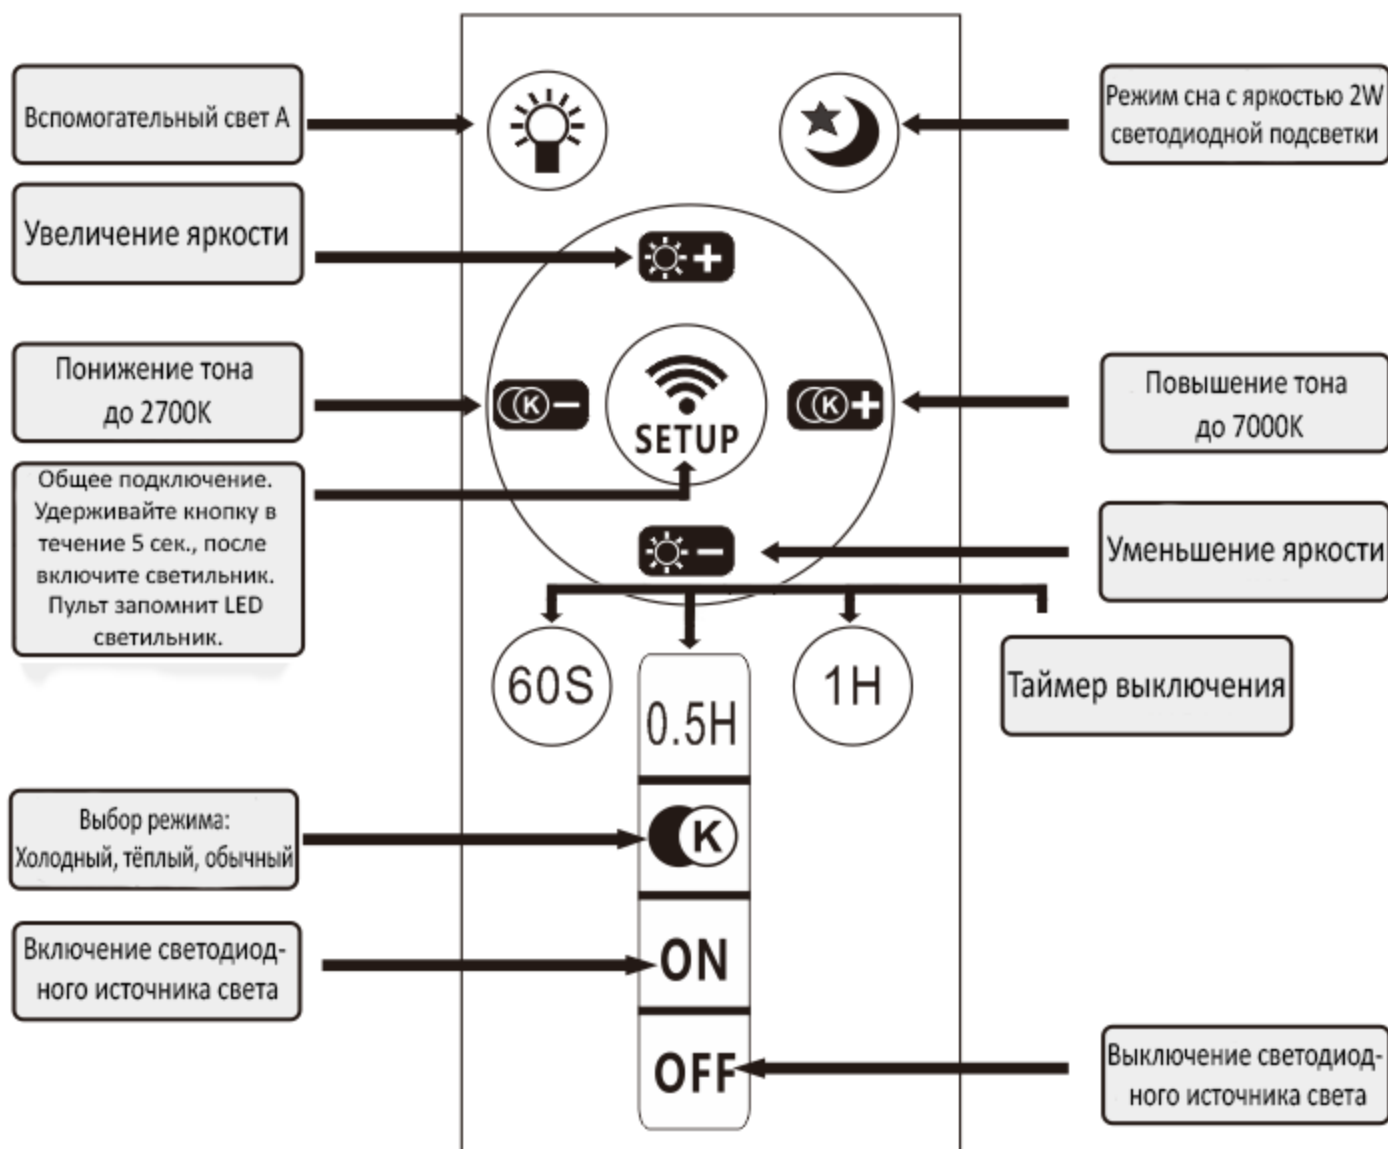 Вспомогательный свет А
Режим сна с яркостью 2W
светодиодной подсветки
Увеличение яркости
Понижение тона
до 2700К
K
SETUP
K
Повышение тона
до 7000К
Общее подключение.
Удерживайте кнопку в
течение 5 сек., после
включите светильник.
Пульт запомнит LED
светильник.
Уменьшение яркости
60S
0.5H
1H
Таймер выключения
Выбор режима:
Холодный, тёплый, обычный
K
Включение светодиод-
ного источника света
ON
OFF
Выключение светодиод-
ного источника света